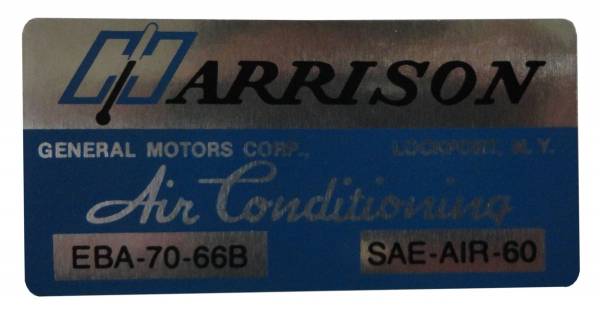 HARRISON
GENERAL MOTORS CORP., LOCKPORT, N.Y.
Air Conditioning
EBA-70-66B SAE-AIR-60